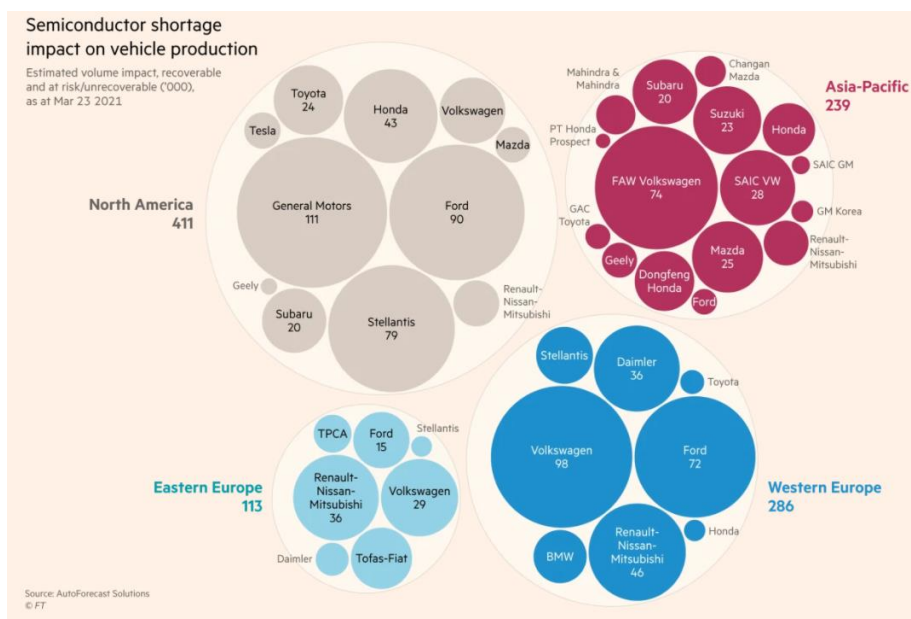 Semiconductor shortage
impact on vehicle production
Estimated volume impact, recoverable
and at risk/unrecoverable ('000),
as at Mar 23 2021
North America
411
Toyota
24
Honda
43
Volkswagen
Tesla
Mazda
General Motors
111
Ford
90
Geely
Subaru
20
Stellantis
79
Renault-
Nissan-
Mitsubishi
Asia-Pacific
239
Mahindra &
Mahindra
Subaru
20
Changan
Mazda
Suzuki
23
Honda
PT Honda
Prospect
FAW Volkswagen
74
SAIC VW
28
SAIC GM
GM Korea
GAC
Toyota
Geely
Mazda
25
Renault-
Nissan-
Mitsubishi
Dongfeng
Honda
Ford
Eastern Europe
113
TPCA
Ford
15
Stellantis
Renault-
Nissan-
Mitsubishi
36
Volkswagen
29
Daimler
Tofas-Fiat
Western Europe
286
Stellantis
Daimler
36
Toyota
Volkswagen
98
Ford
72
Honda
BMW
Renault-
Nissan-
Mitsubishi
46
Source: AutoForecast Solutions
© FT